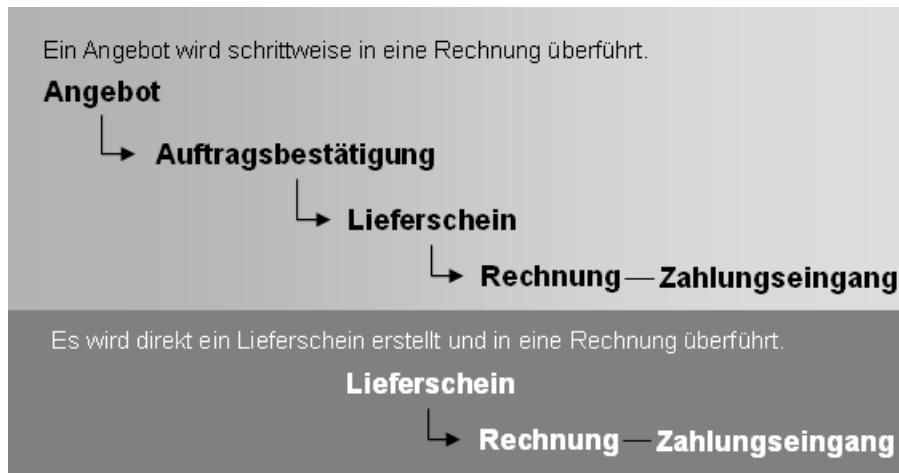 Ein Angebot wird schrittweise in eine Rechnung überführt.
Angebot
Auftragsbestätigung
Lieferschein
Rechnung — Zahlungseingang
Es wird direkt ein Lieferschein erstellt und in eine Rechnung überführt.
Lieferschein
Rechnung — Zahlungseingang